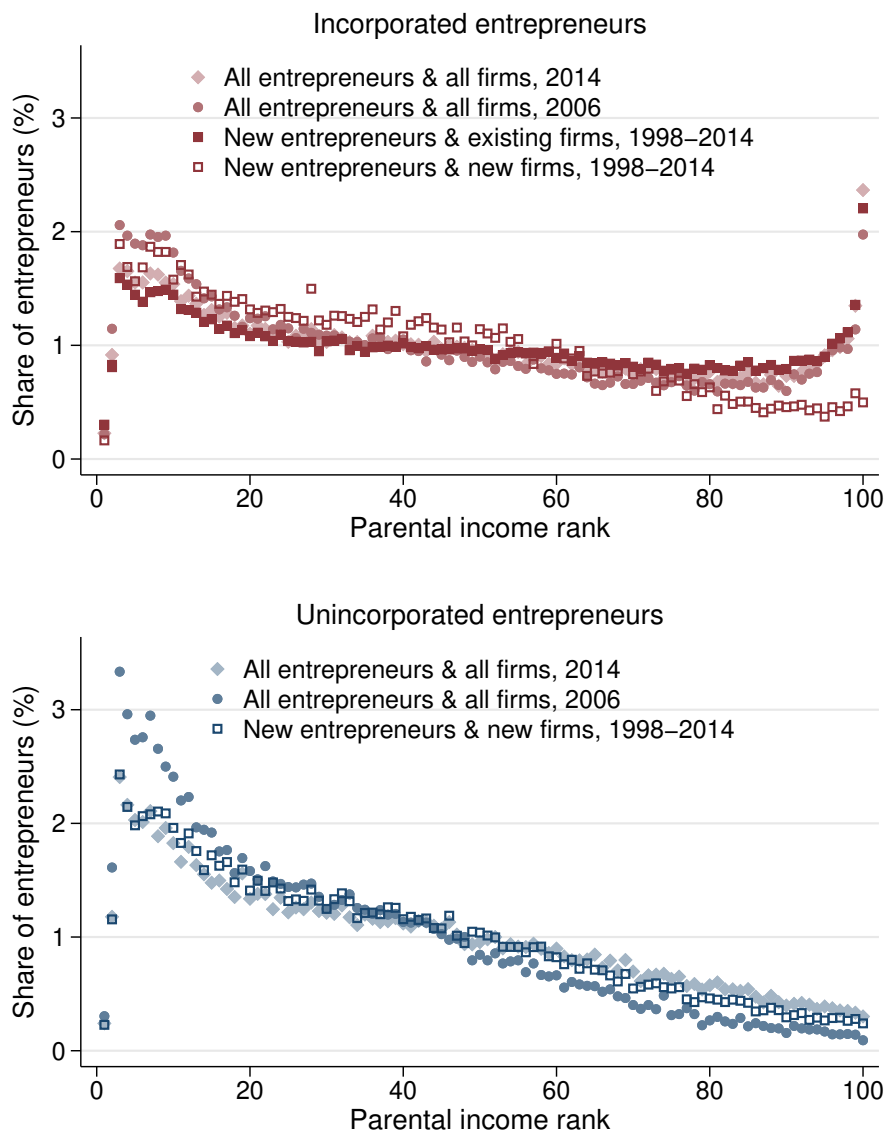 Incorporated entrepreneurs
All entrepreneurs & all firms, 2014
All entrepreneurs & all firms, 2006
New entrepreneurs & existing firms, 1998−2014
New entrepreneurs & new firms, 1998−2014
Share of entrepreneurs (%)
3
2
1
0
0 20 40 60 80 100
Parental income rank
Unincorporated entrepreneurs
All entrepreneurs & all firms, 2014
All entrepreneurs & all firms, 2006
New entrepreneurs & new firms, 1998−2014
Share of entrepreneurs (%)
3
2
1
0
0 20 40 60 80 100
Parental income rank